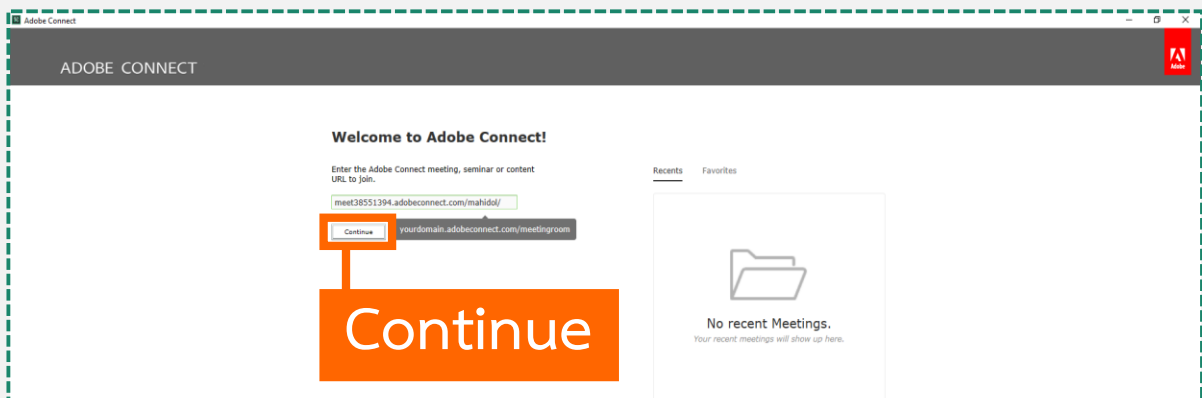 Adobe Connect
ADOBE CONNECT
Adobe
Welcome to Adobe Connect!
Enter the Adobe Connect meeting, seminar or content
URL to join.
meet38551394.adobeconnect.com/mahidol/
Continue
yourdomain.adobeconnect.com/meetingroom
Continue
Recents Favorites
No recent Meetings.
Your recent meetings will show up here.